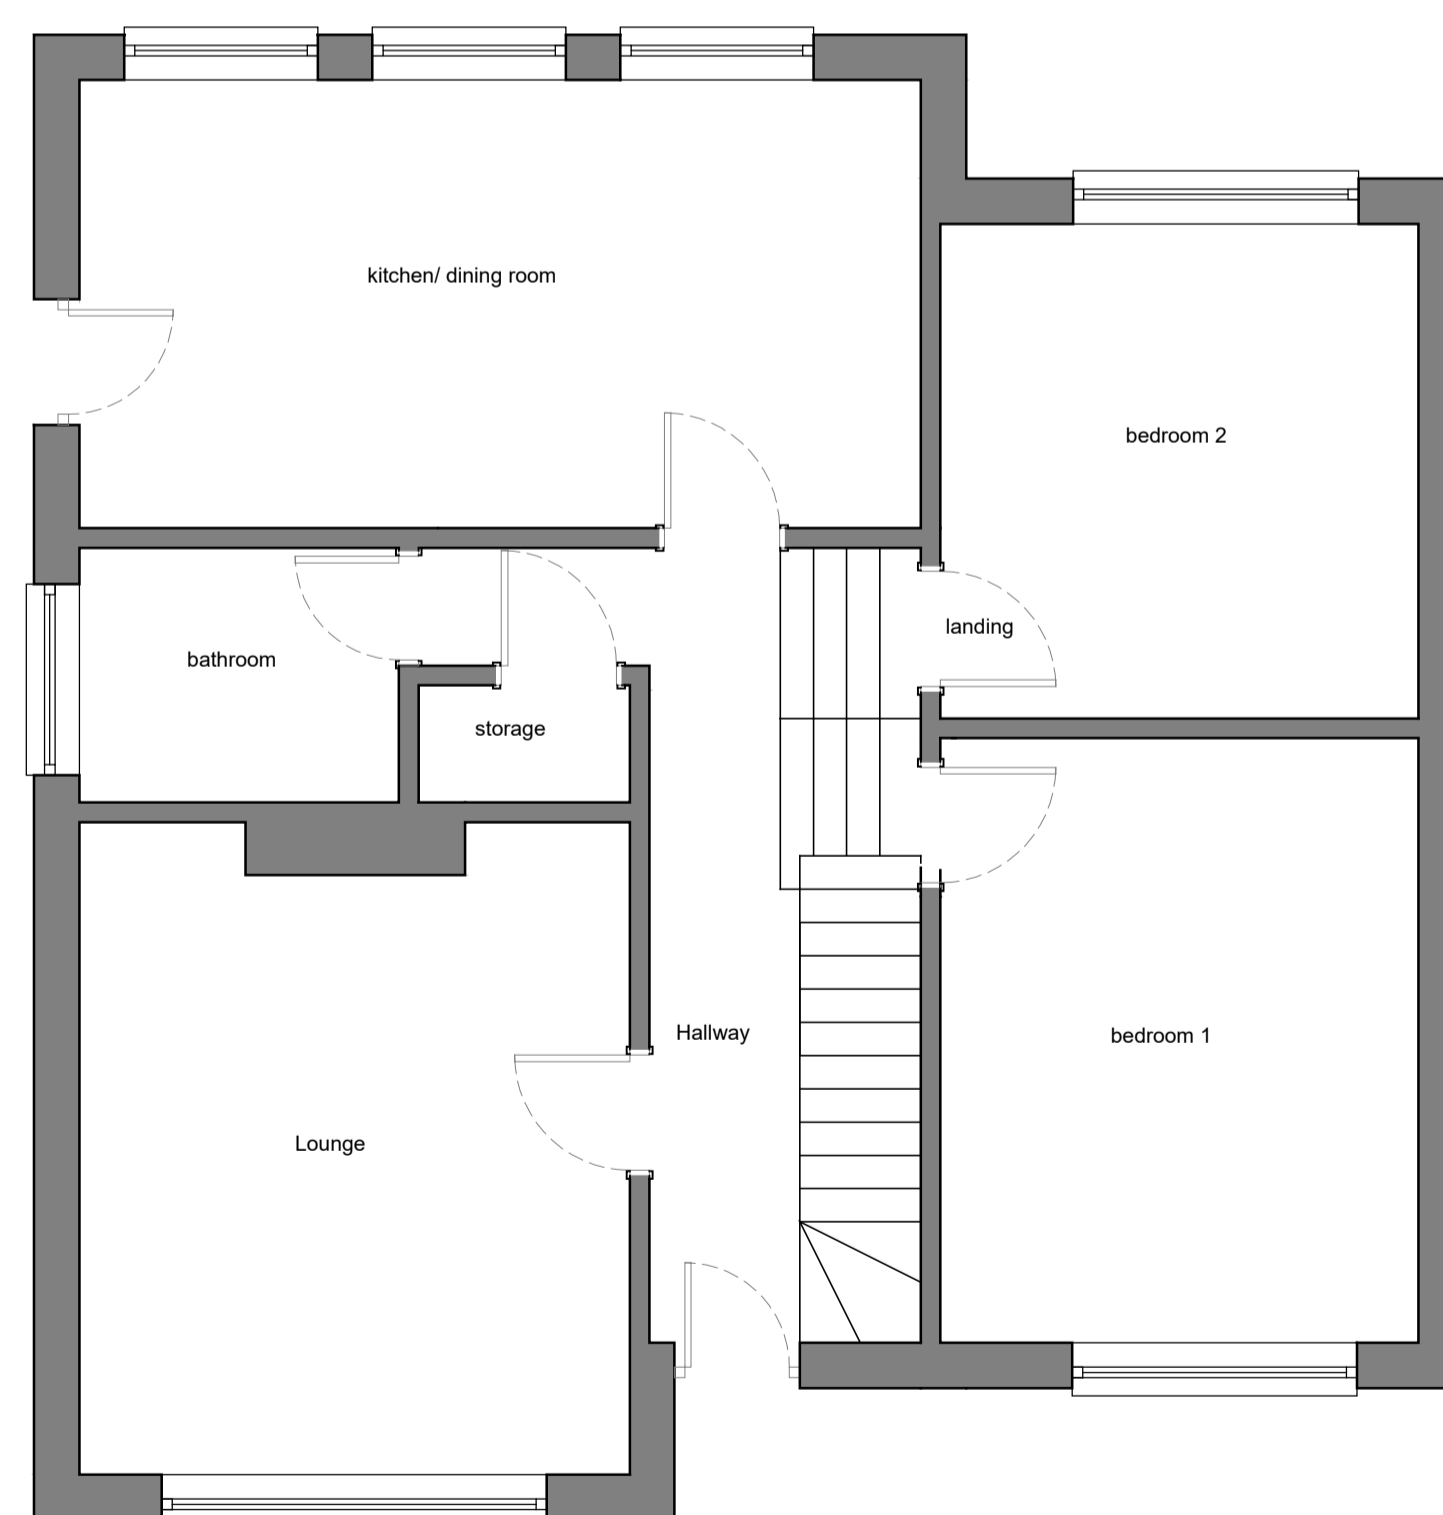 kitchen/ dining room
bedroom 2
landing
bathroom
storage
Hallway
bedroom 1
Lounge